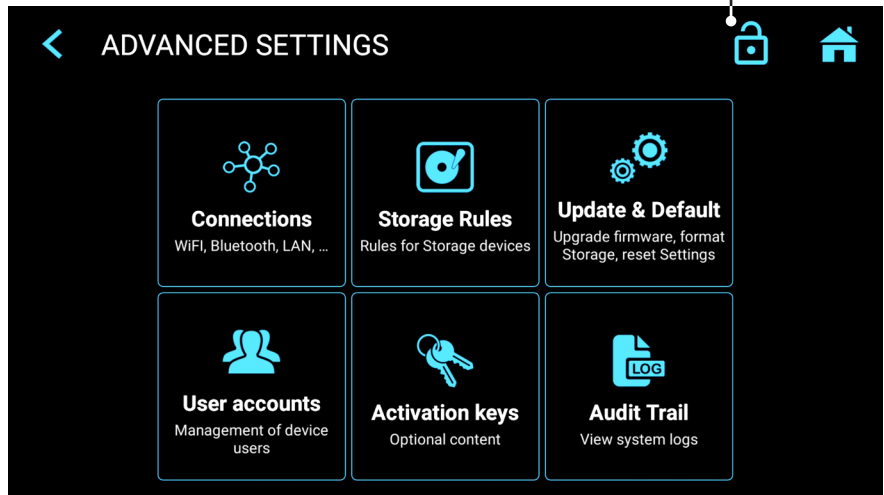 ADVANCED SETTINGS
Connections
WiFI, Bluetooth, LAN, ...
Storage Rules
Rules for Storage devices
Update & Default
Upgrade firmware, format
Storage, reset Settings
User accounts
Management of device
users
Activation keys
Optional content
LOG
Audit Trail
View system logs